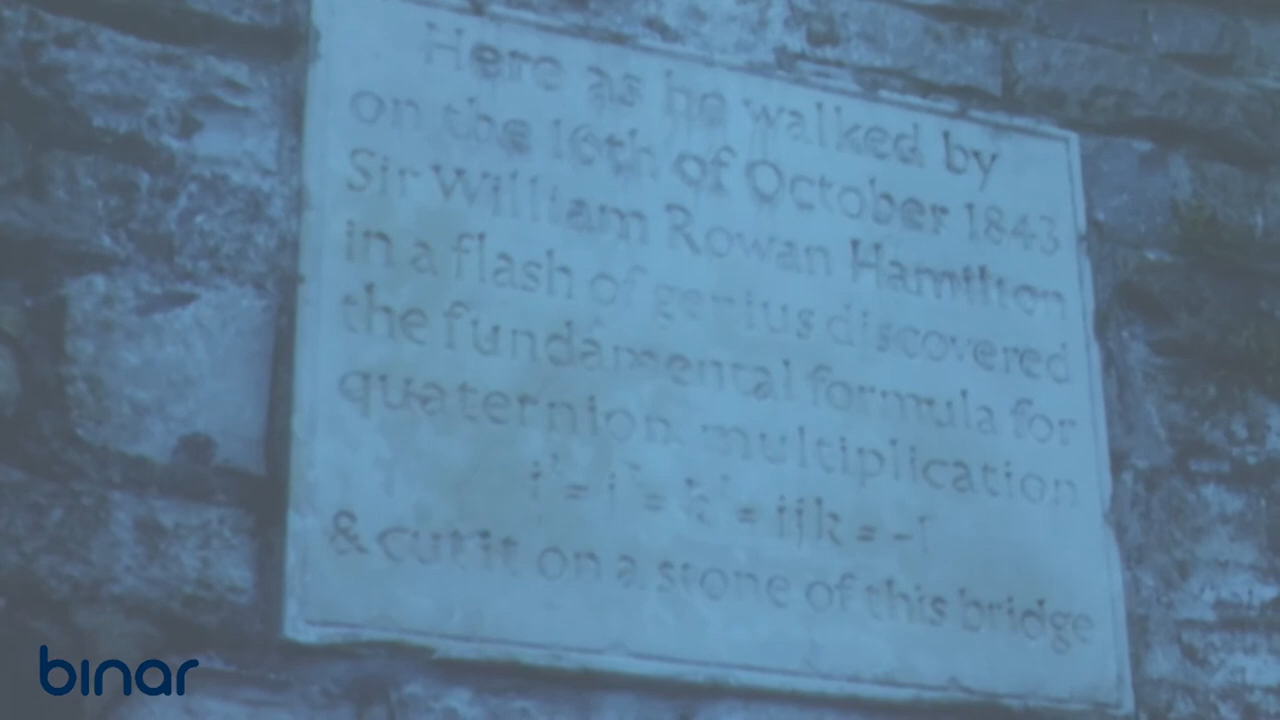 Here as he walked by
on the 16th of October 1843
Sir William Rowan Hamilton
in a flash of genius discovered
the fundamental formula for
quaternion multiplication
i² = j² = k² = ijk = -1
& cut it on a stone of this bridge
binar